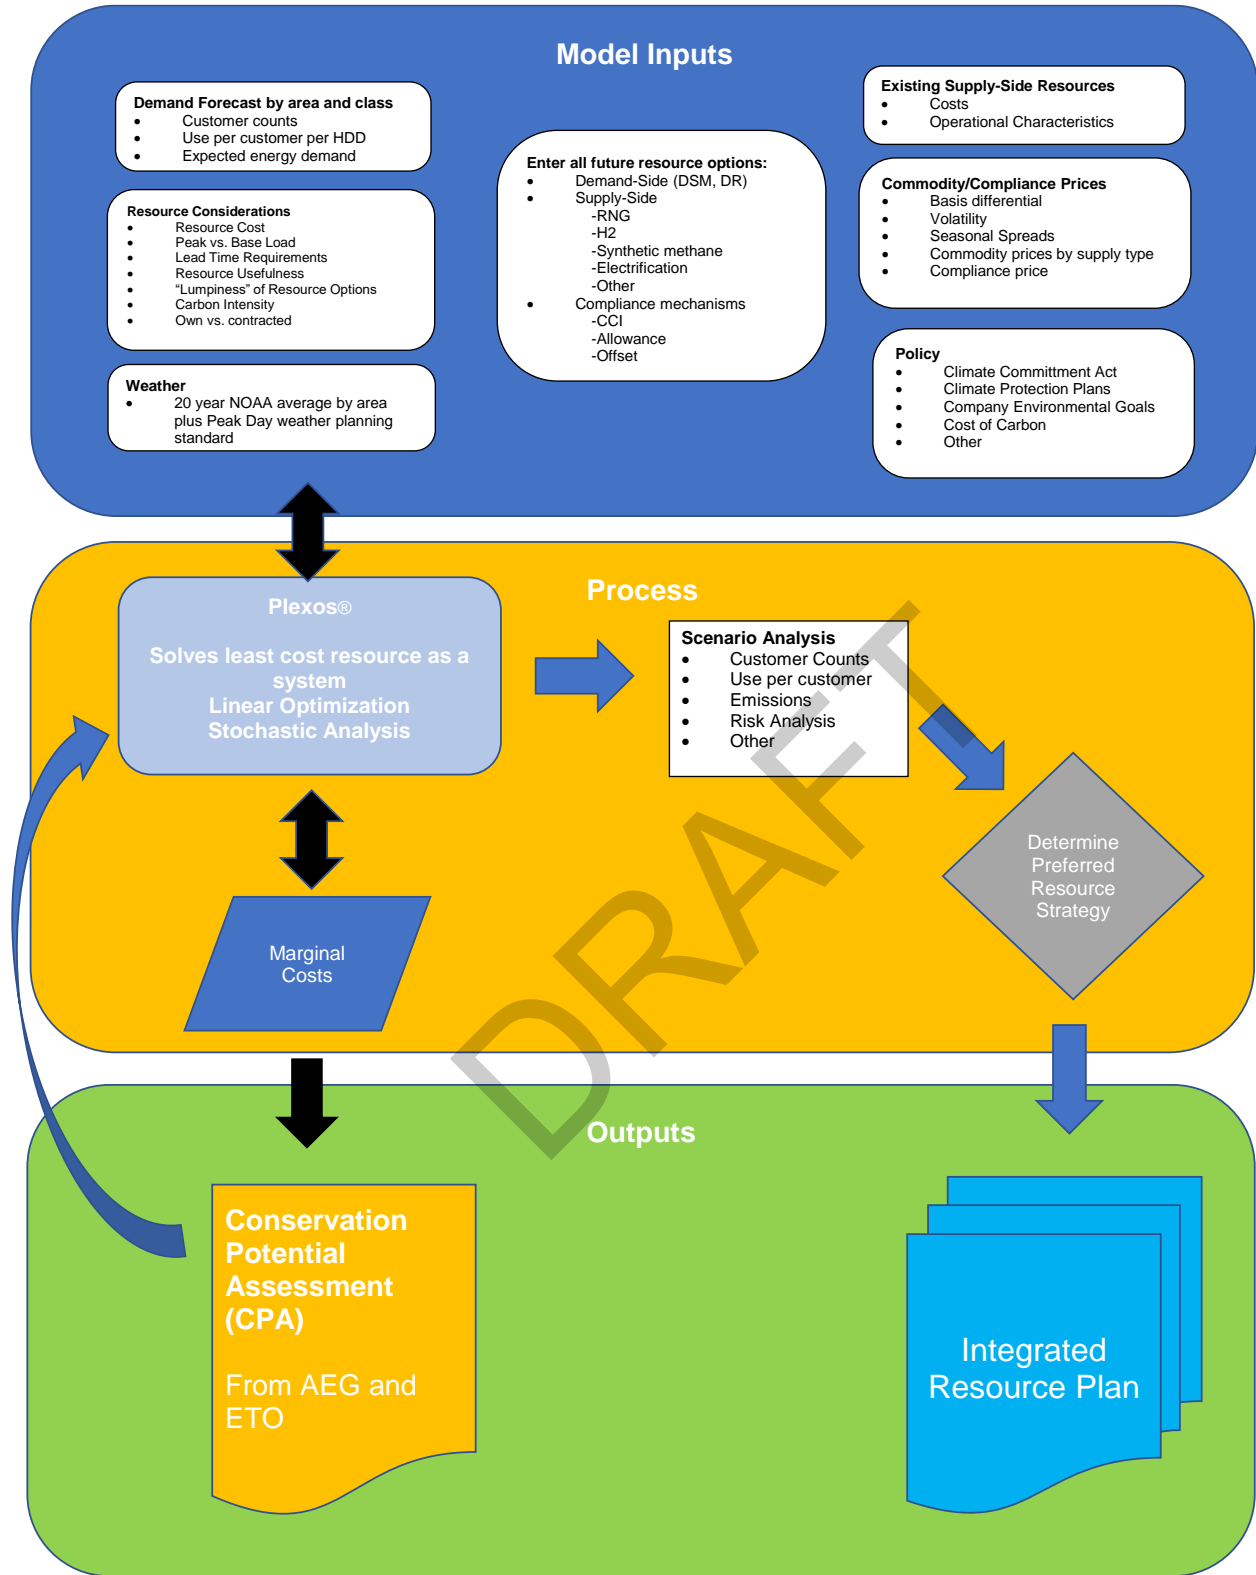 Model Inputs
Demand Forecast by area and class
• Customer counts
• Use per customer per HDD
• Expected energy demand
Resource Considerations
• Resource Cost
• Peak vs. Base Load
• Lead Time Requirements
• Resource Usefulness
• “Lumpiness” of Resource Options
• Carbon Intensity
• Own vs. contracted
Weather
• 20 year NOAA average by area
plus Peak Day weather planning
standard
Enter all future resource options:
• Demand-Side (DSM, DR)
• Supply-Side
-RNG
-H2
-Synthetic methane
-Electrification
-Other
• Compliance mechanisms
-CCI
-Allowance
-Offset
Existing Supply-Side Resources
• Costs
• Operational Characteristics
Commodity/Compliance Prices
• Basis differential
• Volatility
• Seasonal Spreads
• Commodity prices by supply type
• Compliance price
Policy
• Climate Committment Act
• Climate Protection Plans
• Company Environmental Goals
• Cost of Carbon
• Other
Process
Plexos®
Solves least cost resource as a
system
Linear Optimization
Stochastic Analysis
Scenario Analysis
• Customer Counts
• Use per customer
• Emissions
• Risk Analysis
• Other
Determine
Preferred
Resource
Strategy
Marginal
Costs
DRAFT
Outputs
Conservation
Potential
Assessment
(CPA)
From AEG and
ETO
Integrated
Resource Plan